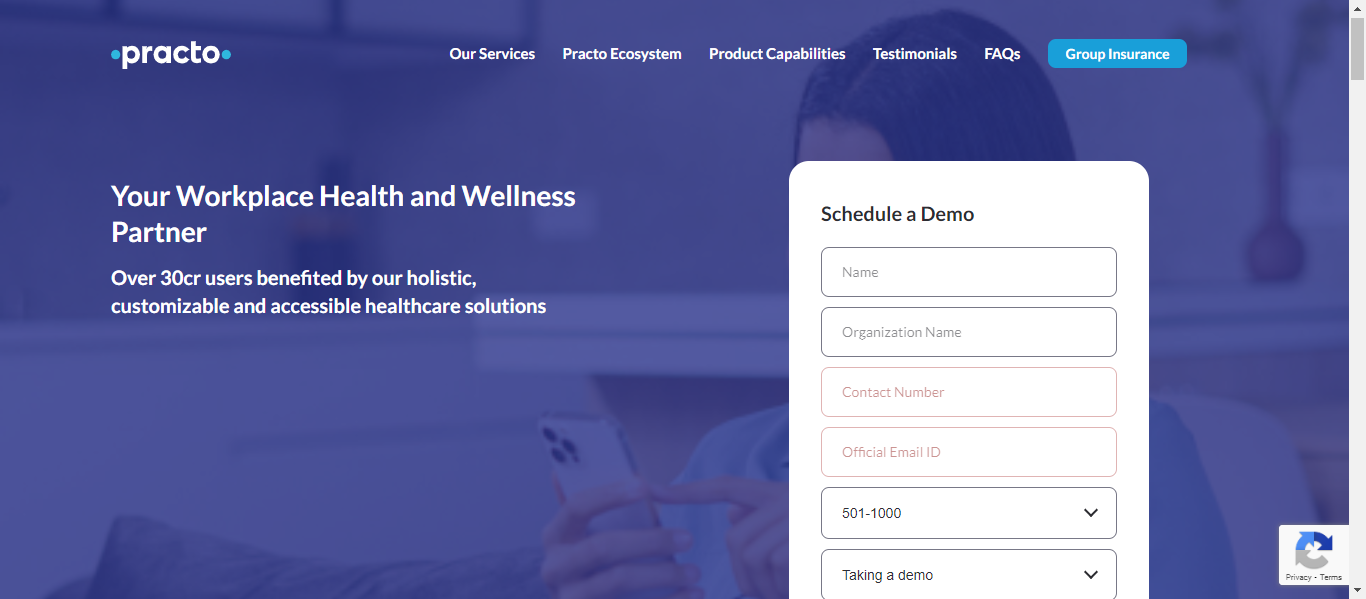 practo
Our Services
Practo Ecosystem
Product Capabilities
Testimonials
FAQs
Group Insurance
Your Workplace Health and Wellness
Partner
Over 30cr users benefited by our holistic,
customizable and accessible healthcare solutions
Schedule a Demo
Name
Organization Name
Contact Number
Official Email ID
501-1000
Taking a demo
Privacy - Terms